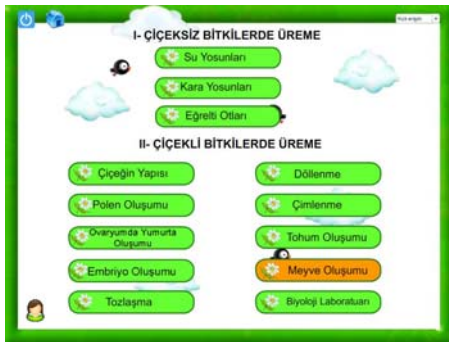 I- ÇİÇEKSİZ BİTKİLERDE ÜREME
Su Yosunları
Kara Yosunları
Eğrelti Otları
II- ÇİÇEKLİ BİTKİLERDE ÜREME
Çiçeğin Yapısı
Polen Oluşumu
Ovaryumda Yumurta
Oluşumu
Embriyo Oluşumu
Tozlaşma
Döllenme
Çimlenme
Tohum Oluşumu
Meyve Oluşumu
Biyoloji Laboratuarı